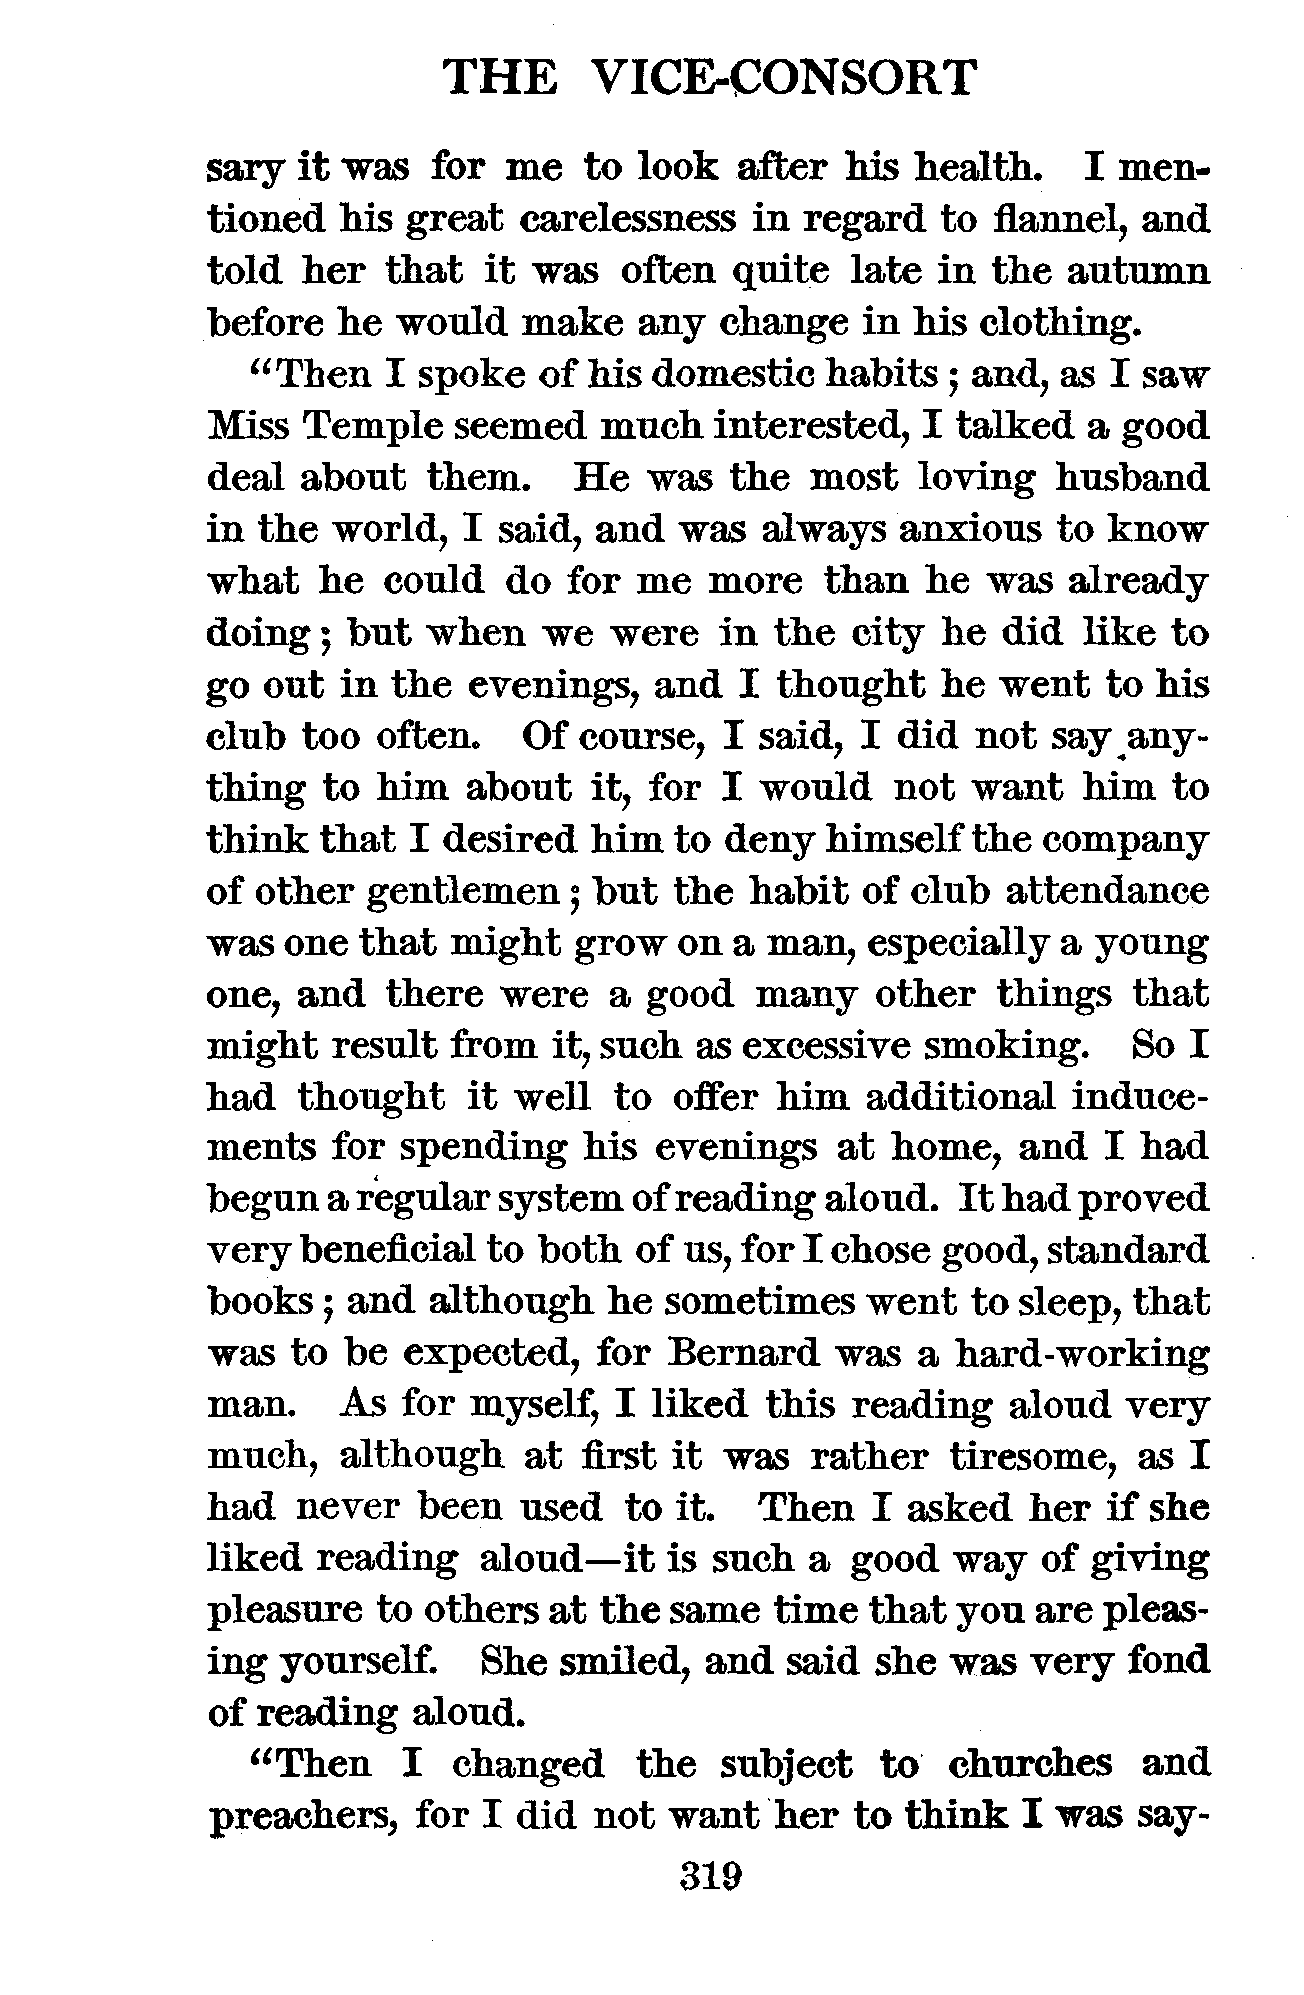 THE VICE-CONSORT
sary it was for me to look after his health. I men-
tioned his great carelessness in regard to flannel, and
told her that it was often quite late in the autumn
before he would make any change in his clothing.
"Then I spoke of his domestic habits; and, as I saw
Miss Temple seemed much interested, I talked a good
deal about them. He was the most loving husband
in the world, I said, and was always anxious to know
what he could do for me more than he was already
doing; but when we were in the city he did like to
go out in the evenings, and I thought he went to his
club too often. Of course, I said, I did not say any-
thing to him about it, for I would not want him to
think that I desired him to deny himself the company
of other gentlemen; but the habit of club attendance
was one that might grow on a man, especially a young
one, and there were a good many other things that
might result from it, such as excessive smoking. So I
had thought it well to offer him additional induce-
ments for spending his evenings at home, and I had
begun a regular system of reading aloud. It had proved
very beneficial to both of us, for I chose good, standard
books; and although he sometimes went to sleep, that
was to be expected, for Bernard was a hard-working
man. As for myself, I liked this reading aloud very
much, although at first it was rather tiresome, as I
had never been used to it. Then I asked her if she
liked reading aloud—it is such a good way of giving
pleasure to others at the same time that you are pleas-
ing yourself. She smiled, and said she was very fond
of reading aloud.
"Then I changed the subject to churches and
preachers, for I did not want her to think I was say-
319